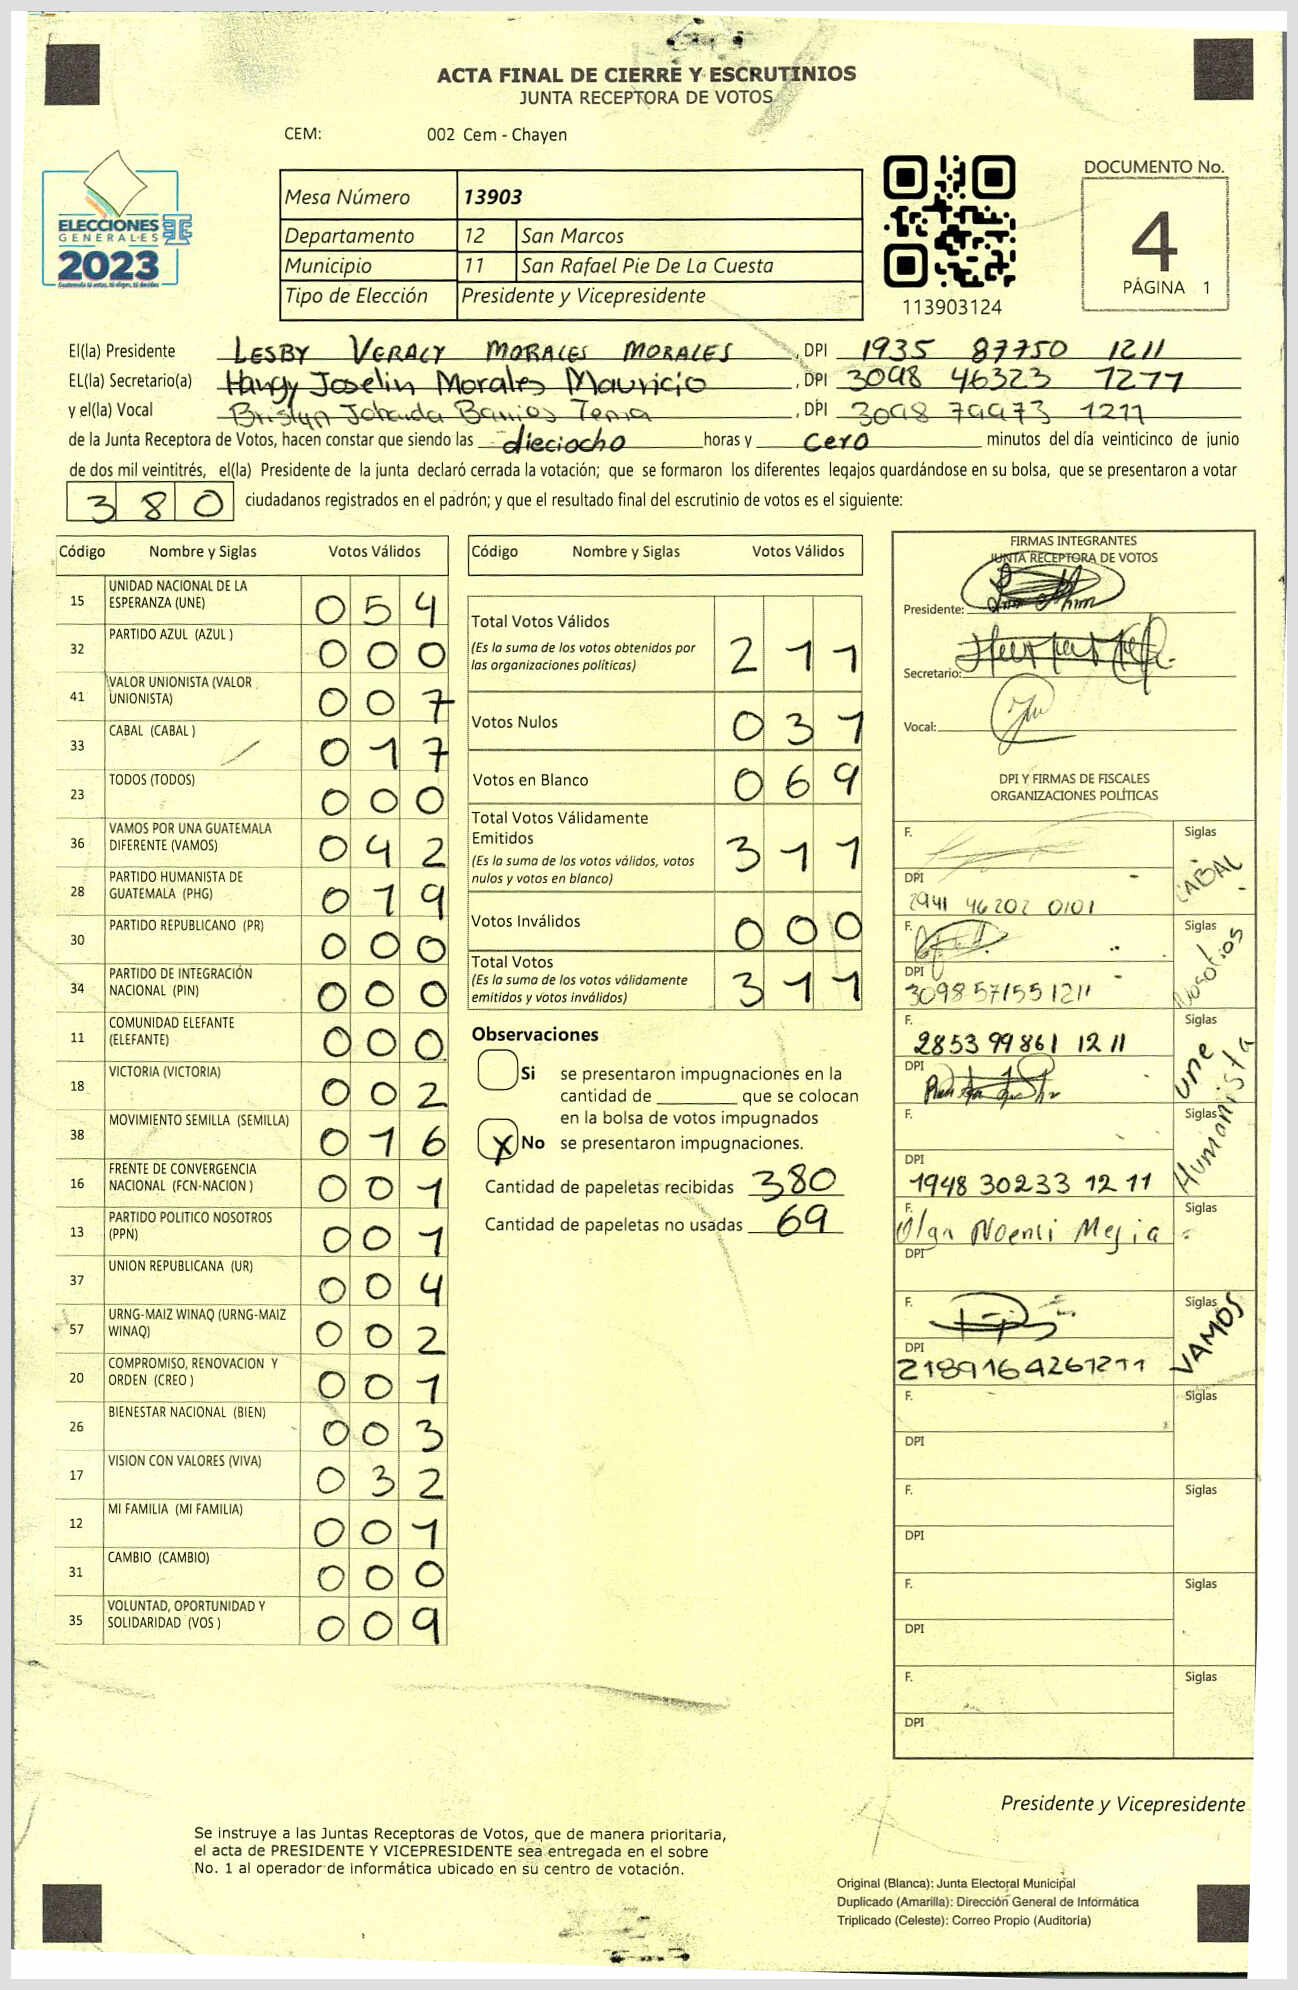 ACTA FINAL DE CIERRE Y ESCRUTINIOS
JUNTA RECEPTORA DE VOTOS
CEM: 002 Cem - Chayen
ELECCIONES
GENERALES
2023
Mesa Número 13903
Departamento 12 San Marcos
Municipio 11 San Rafael Pie De La Cuesta
Tipo de Elección Presidente y Vicepresidente
113903124
DOCUMENTO No.
4
PÁGINA 1
El(la) Presidente LESBY VERALY MORALES MORALES, DPI 1935 87750 1211
EL(la) Secretario(a) Joselin Morales Mauricio, DPI 3098 46323 1211
y el(la) Vocal Barrios, DPI 3098 79973 1211
de la Junta Receptora de Votos, hacen constar que siendo las dieciocho horas y cero minutos del día veinticinco de junio
de dos mil veintitrés, el(la) Presidente de la junta declaró cerrada la votación; que se formaron los diferentes legajos quardándose en su bolsa, que se presentaron a votar
380 ciudadanos registrados en el padrón; y que el resultado final del escrutinio de votos es el siguiente:
Código Nombre y Siglas Votos Válidos
15 UNIDAD NACIONAL DE LA ESPERANZA (UNE) 054
32 PARTIDO AZUL (AZUL ) 000
41 VALOR UNIONISTA (VALOR UNIONISTA) 007
33 CABAL (CABAL ) 017
23 TODOS (TODOS) 000
36 VAMOS POR UNA GUATEMALA DIFERENTE (VAMOS) 042
28 PARTIDO HUMANISTA DE GUATEMALA (PHG) 019
30 PARTIDO REPUBLICANO (PR) 000
34 PARTIDO DE INTEGRACIÓN NACIONAL (PIN) 000
11 COMUNIDAD ELEFANTE (ELEFANTE) 000
18 VICTORIA (VICTORIA) 002
38 MOVIMIENTO SEMILLA (SEMILLA) 016
16 FRENTE DE CONVERGENCIA NACIONAL (FCN-NACION ) 001
13 PARTIDO POLITICO NOSOTROS (PPN) 001
37 UNION REPUBLICANA (UR) 004
57 URNG-MAIZ WINAQ (URNG-MAIZ WINAQ) 002
20 COMPROMISO, RENOVACION Y ORDEN (CREO ) 001
26 BIENESTAR NACIONAL (BIEN) 003
17 VISION CON VALORES (VIVA) 032
12 MI FAMILIA (MI FAMILIA) 001
31 CAMBIO (CAMBIO) 000
35 VOLUNTAD, OPORTUNIDAD Y SOLIDARIDAD (VOS ) 009
Código Nombre y Siglas Votos Válidos
Total Votos Válidos 211
(Es la suma de los votos obtenidos por
las organizaciones políticas)
Votos Nulos 031
Votos en Blanco 069
Total Votos Válidamente
Emitidos 311
(Es la suma de los votos válidos, votos
nulos y votos en blanco)
Votos Inválidos 000
Total Votos 311
(Es la suma de los votos válidamente
emitidos y votos inválidos)
Observaciones
Si se presentaron impugnaciones en la
cantidad de ________ que se colocan
en la bolsa de votos impugnados
X No se presentaron impugnaciones.
Cantidad de papeletas recibidas 380
Cantidad de papeletas no usadas 69
FIRMAS INTEGRANTES
JUNTA RECEPTORA DE VOTOS
Presidente:
Secretario:
Vocal:
DPI Y FIRMAS DE FISCALES
ORGANIZACIONES POLÍTICAS
F. Siglas CABAL
DPI 2941 46202 0101
F. Siglas Nosotros
DPI 3098 57155 1211
F. 2853 99861 1211 Siglas une
DPI
F. Siglas Humanista
DPI 1948 30233 1211
F. Olga Noemi Mejia Siglas
DPI
F. Siglas VAMOS
DPI 2189164261211
F. Siglas
DPI
F. Siglas
DPI
F. Siglas
DPI
F. Siglas
DPI
Presidente y Vicepresidente
Se instruye a las Juntas Receptoras de Votos, que de manera prioritaria,
el acta de PRESIDENTE Y VICEPRESIDENTE sea entregada en el sobre
No. 1 al operador de informática ubicado en su centro de votación.
Original (Blanca): Junta Electoral Municipal
Duplicado (Amarilla): Dirección General de Informática
Triplicado (Celeste): Correo Propio (Auditoría)